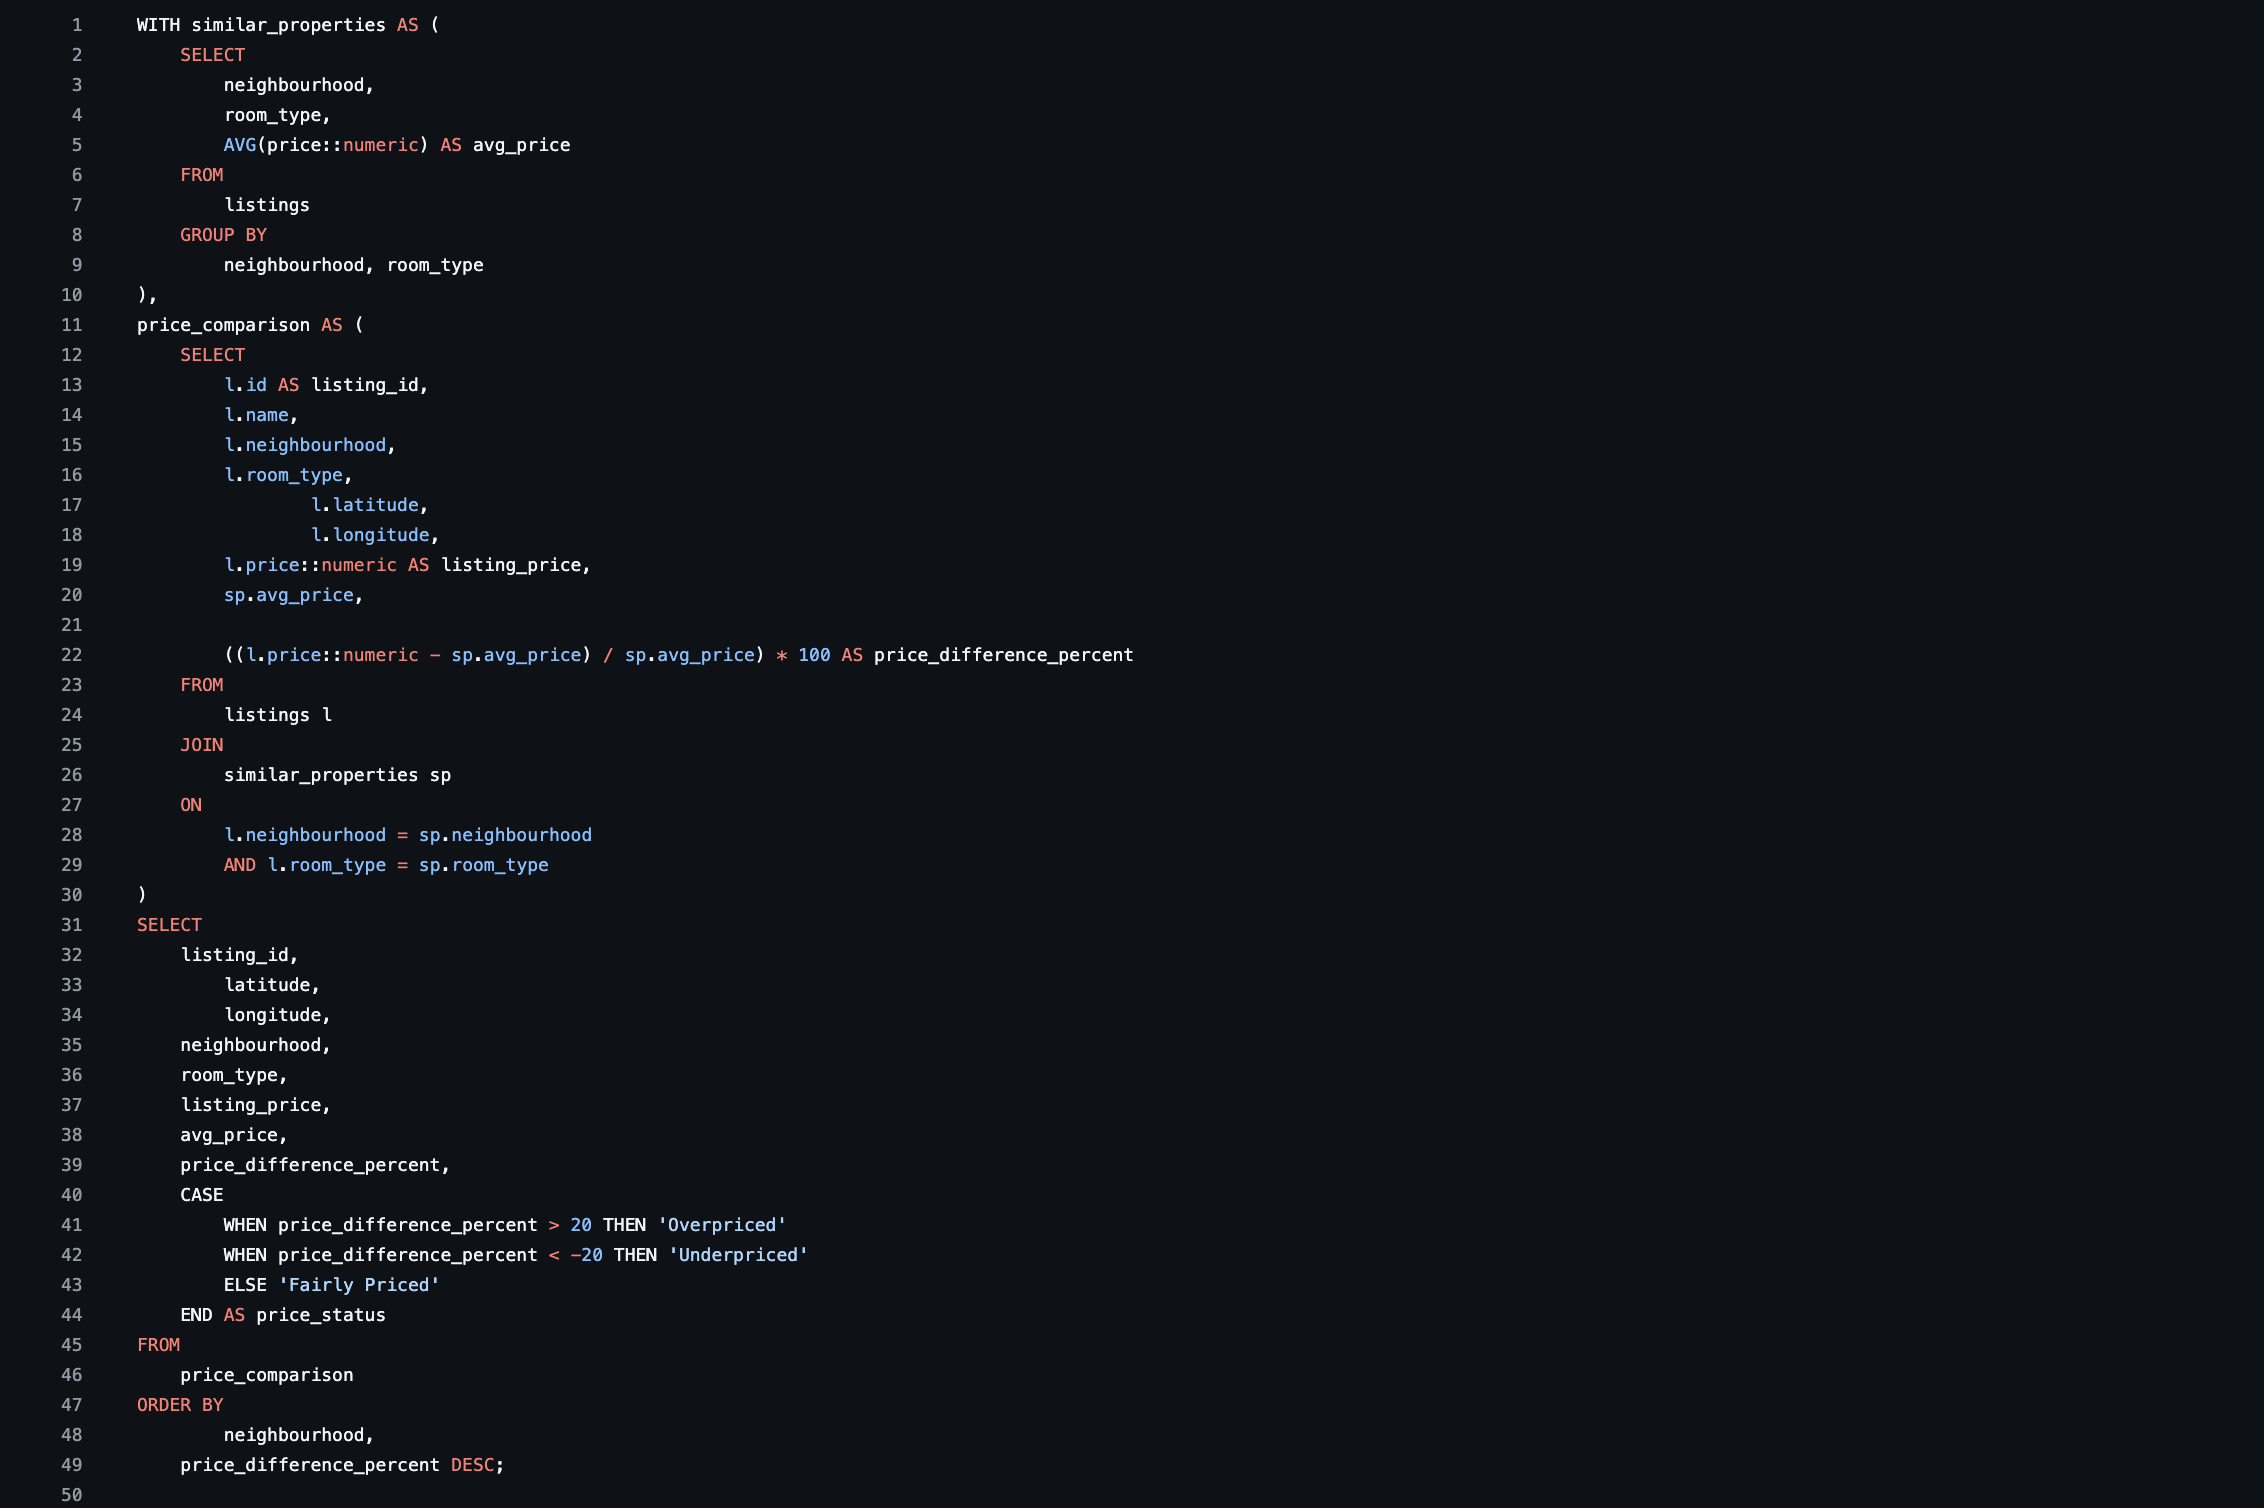 1 WITH similar_properties AS (
2     SELECT
3         neighbourhood,
4         room_type,
5         AVG(price::numeric) AS avg_price
6     FROM
7         listings
8     GROUP BY
9         neighbourhood, room_type
10 ),
11 price_comparison AS (
12     SELECT
13         l.id AS listing_id,
14         l.name,
15         l.neighbourhood,
16         l.room_type,
17                 l.latitude,
18                 l.longitude,
19         l.price::numeric AS listing_price,
20         sp.avg_price,
21
22         ((l.price::numeric - sp.avg_price) / sp.avg_price) * 100 AS price_difference_percent
23     FROM
24         listings l
25     JOIN
26         similar_properties sp
27     ON
28         l.neighbourhood = sp.neighbourhood
29         AND l.room_type = sp.room_type
30 )
31 SELECT
32     listing_id,
33         latitude,
34         longitude,
35     neighbourhood,
36     room_type,
37     listing_price,
38     avg_price,
39     price_difference_percent,
40     CASE
41         WHEN price_difference_percent > 20 THEN 'Overpriced'
42         WHEN price_difference_percent < -20 THEN 'Underpriced'
43         ELSE 'Fairly Priced'
44     END AS price_status
45 FROM
46     price_comparison
47 ORDER BY
48         neighbourhood,
49     price_difference_percent DESC;
50